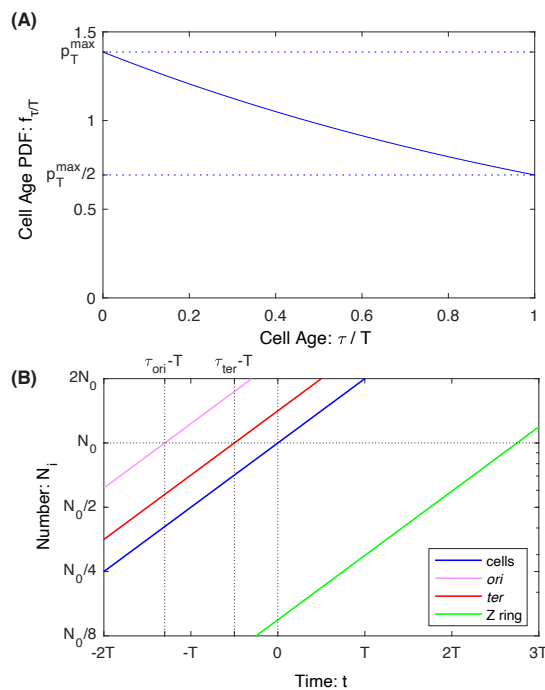 (A)
1.5
p_T^max
1
p_T^max/2
0.5
0
Cell Age PDF: f_τ/T
0 0.2 0.4 0.6 0.8 1
Cell Age: τ / T
τ_ori-T τ_ter-T
(B)
2N_0
N_0
N_0/2
N_0/4
N_0/8
Number: N_i
cells
ori
ter
Z ring
-2T -T 0 T 2T 3T
Time: t